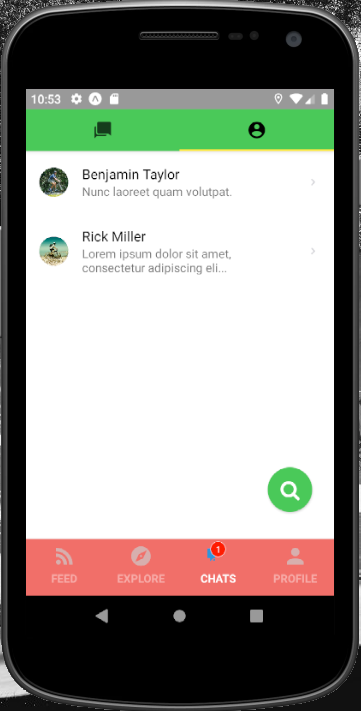 10:53
Benjamin Taylor
Nunc laoreet quam volutpat.
Rick Miller
Lorem ipsum dolor sit amet,
consectetur adipiscing eli...
1
FEED EXPLORE CHATS PROFILE